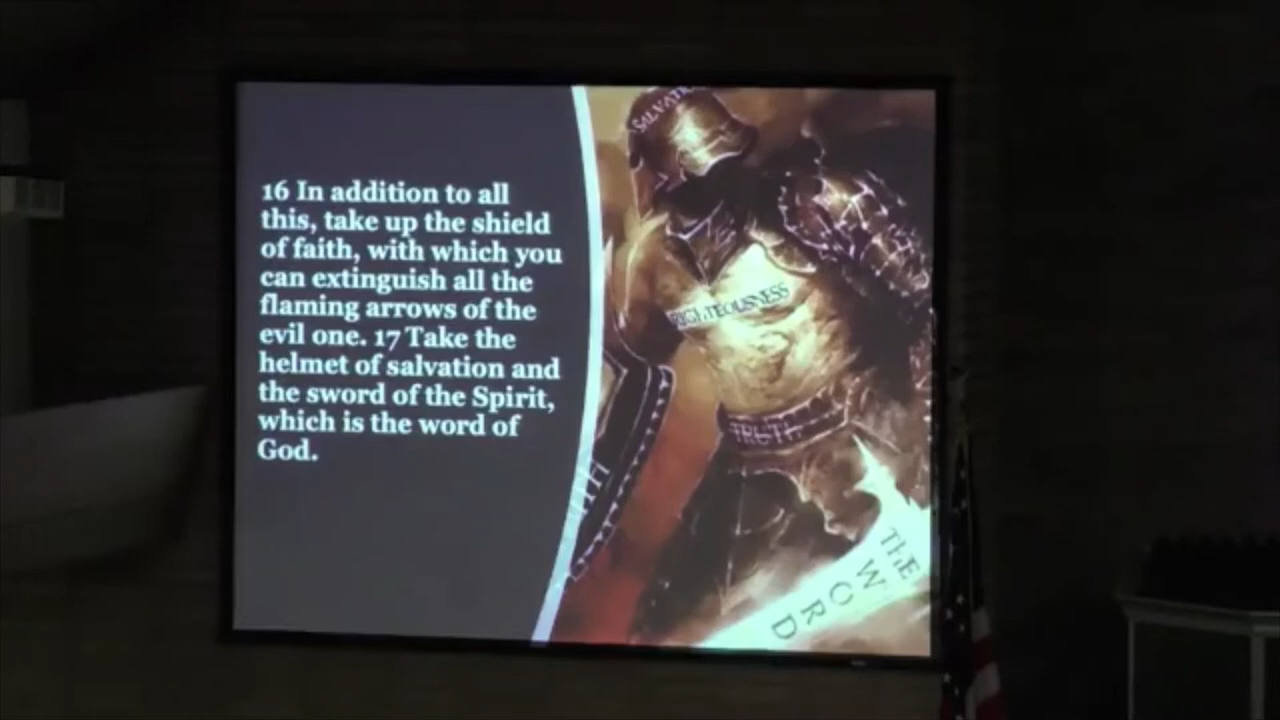 16 In addition to all
this, take up the shield
of faith, with which you
can extinguish all the
flaming arrows of the
evil one. 17 Take the
helmet of salvation and
the sword of the Spirit,
which is the word of
God.
RIGHTEOUSNESS
TRUTH
THE
WORD